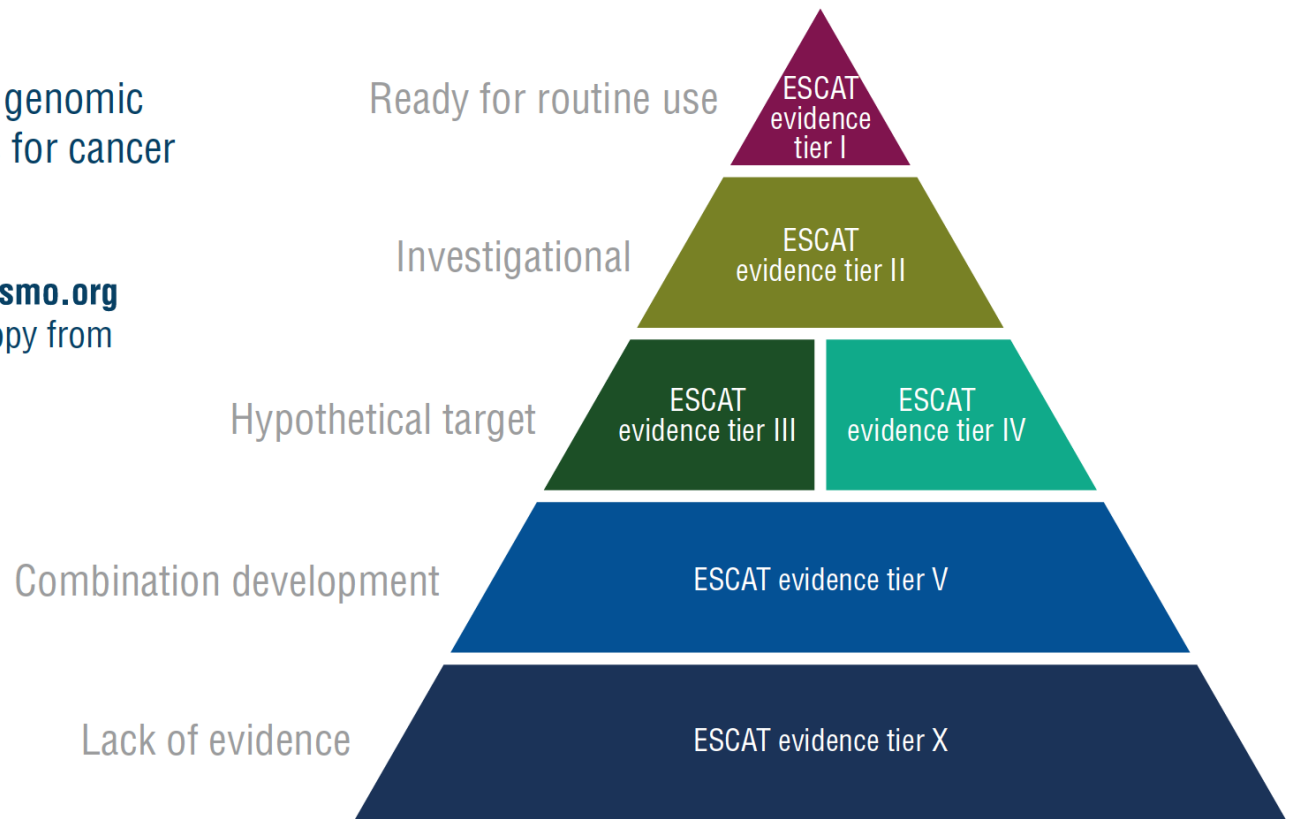 genomic
for cancer
smo.org
opy from
Ready for routine use
ESCAT
evidence
tier I
Investigational
ESCAT
evidence tier II
Hypothetical target
ESCAT
evidence tier III
ESCAT
evidence tier IV
Combination development
ESCAT evidence tier V
Lack of evidence
ESCAT evidence tier X